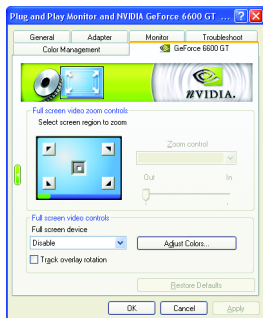 Plug and Play Monitor and NVIDIA GeForce 6600 GT ...
General
Adapter
Monitor
Troubleshoot
Color Management
GeForce 6600 GT
NVIDIA.
Full screen video zoom controls
Select screen region to zoom
Zoom control
Out
In
Full screen video controls
Full screen device
Disable
Adjust Colors...
Track overlay rotation
Restore Defaults
OK
Cancel
Apply